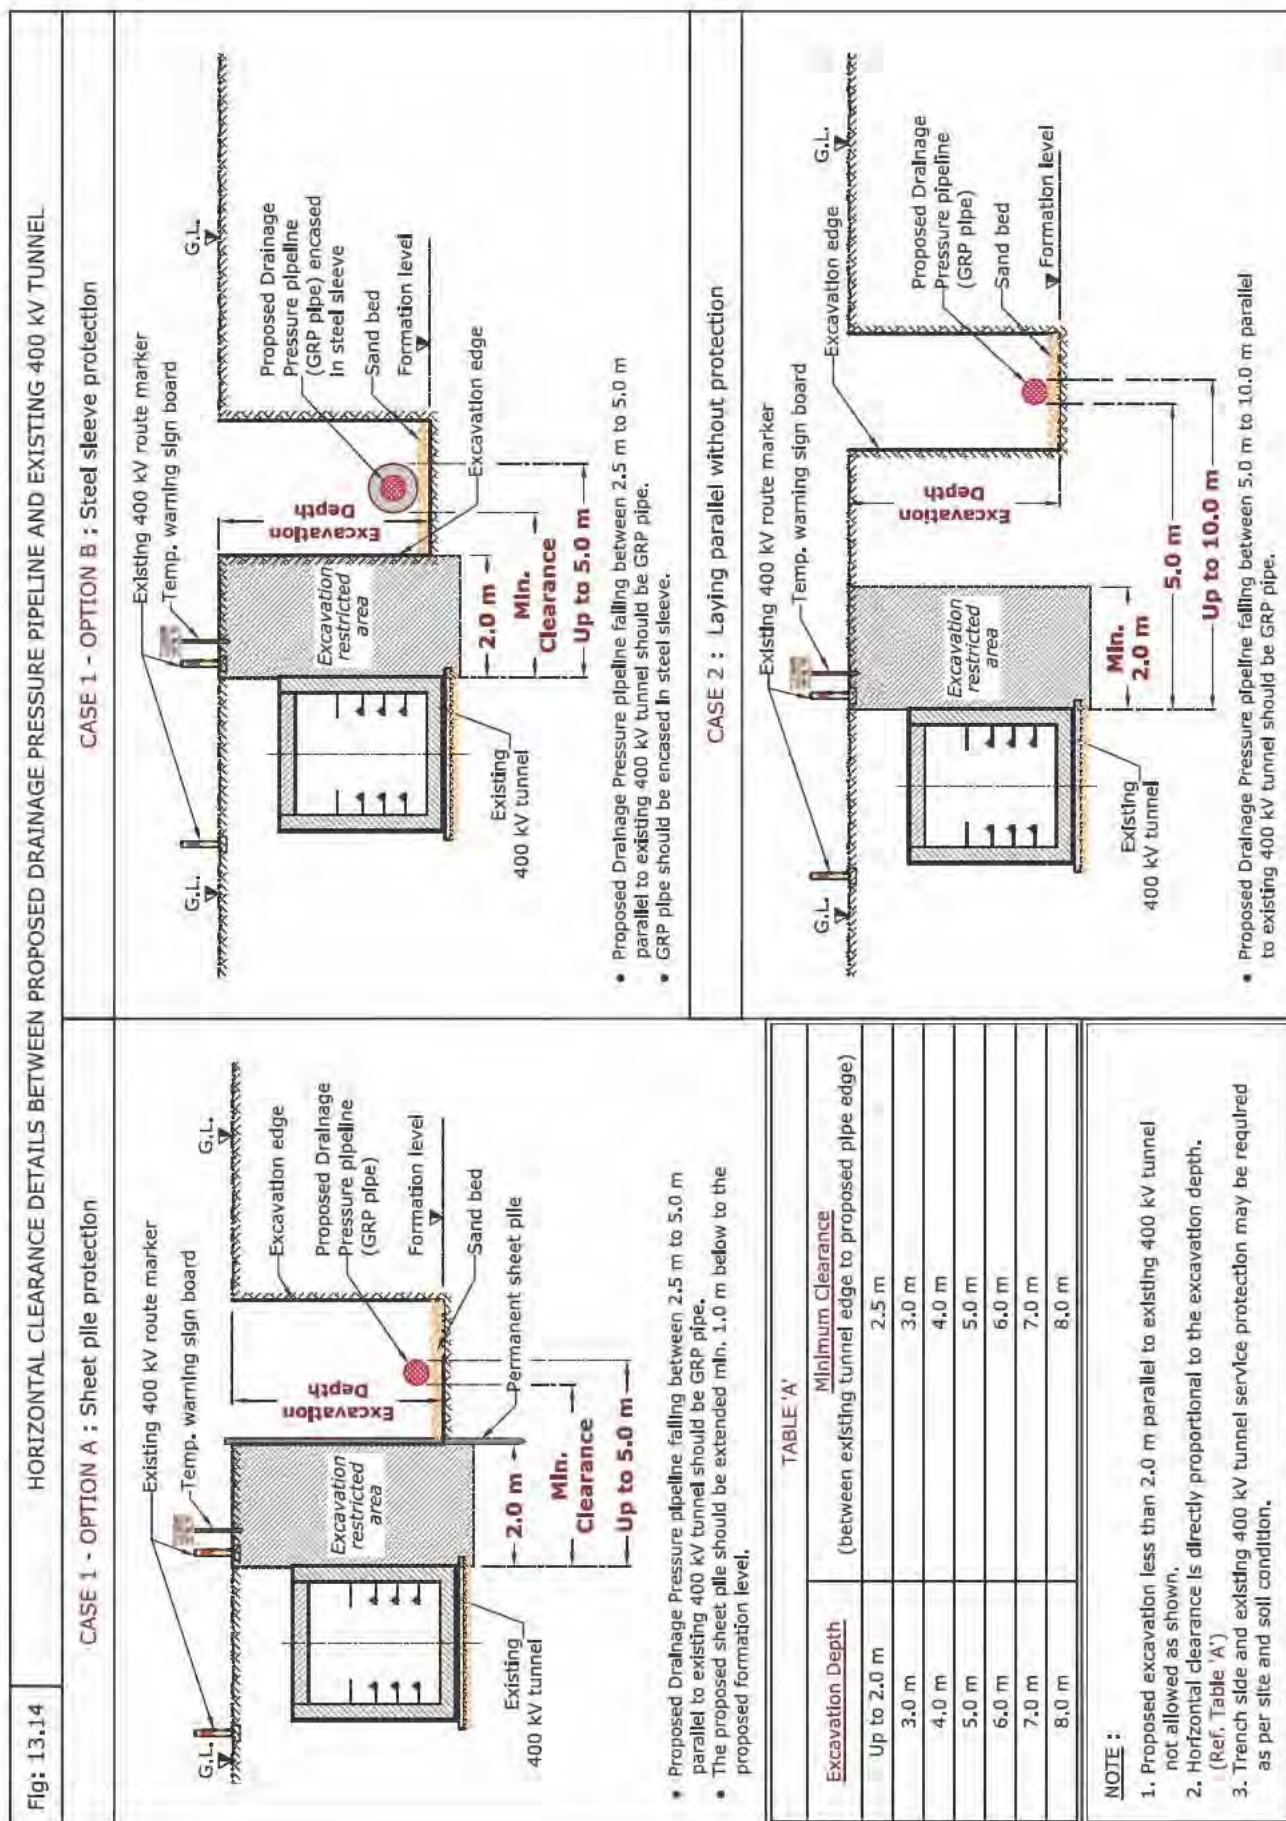 Fig: 13.14
HORIZONTAL CLEARANCE DETAILS BETWEEN PROPOSED DRAINAGE PRESSURE PIPELINE AND EXISTING 400 kV TUNNEL
CASE 1 - OPTION A : Sheet pile protection
Existing 400 kV route marker
Temp. warning sign board
G.L.
G.L.
Excavation edge
Proposed Drainage
Pressure pipeline
(GRP pipe)
Formation level
Sand bed
Permanent sheet pile
Excavation
Depth
Excavation
restricted
area
Existing
400 kV tunnel
2.0 m
Min.
Clearance
Up to 5.0 m
• Proposed Drainage Pressure pipeline falling between 2.5 m to 5.0 m
parallel to existing 400 kV tunnel should be GRP pipe.
• The proposed sheet pile should be extended min. 1.0 m below to the
proposed formation level.
CASE 1 - OPTION B : Steel sleeve protection
Existing 400 kV route marker
Temp. warning sign board
G.L.
G.L.
Proposed Drainage
Pressure pipeline
(GRP pipe) encased
in steel sleeve
Sand bed
Formation level
Excavation edge
Excavation
Depth
Excavation
restricted
area
Existing
400 kV tunnel
2.0 m
Min.
Clearance
Up to 5.0 m
• Proposed Drainage Pressure pipeline falling between 2.5 m to 5.0 m
parallel to existing 400 kV tunnel should be GRP pipe.
• GRP pipe should be encased in steel sleeve.
TABLE 'A'
Excavation Depth
Minimum Clearance
(between existing tunnel edge to proposed pipe edge)
Up to 2.0 m 2.5 m
3.0 m 3.0 m
4.0 m 4.0 m
5.0 m 5.0 m
6.0 m 6.0 m
7.0 m 7.0 m
8.0 m 8.0 m
NOTE :
1. Proposed excavation less than 2.0 m parallel to existing 400 kV tunnel
not allowed as shown.
2. Horizontal clearance is directly proportional to the excavation depth.
(Ref. Table 'A')
3. Trench side and existing 400 kV tunnel service protection may be required
as per site and soil condition.
CASE 2 : Laying parallel without protection
Existing 400 kV route marker
Temp. warning sign board
Excavation edge
G.L.
G.L.
Proposed Drainage
Pressure pipeline
(GRP pipe)
Sand bed
Formation level
Excavation
Depth
Excavation
restricted
area
Existing
400 kV tunnel
Min.
2.0 m
5.0 m
Up to 10.0 m
• Proposed Drainage Pressure pipeline falling between 5.0 m to 10.0 m parallel
to existing 400 kV tunnel should be GRP pipe.